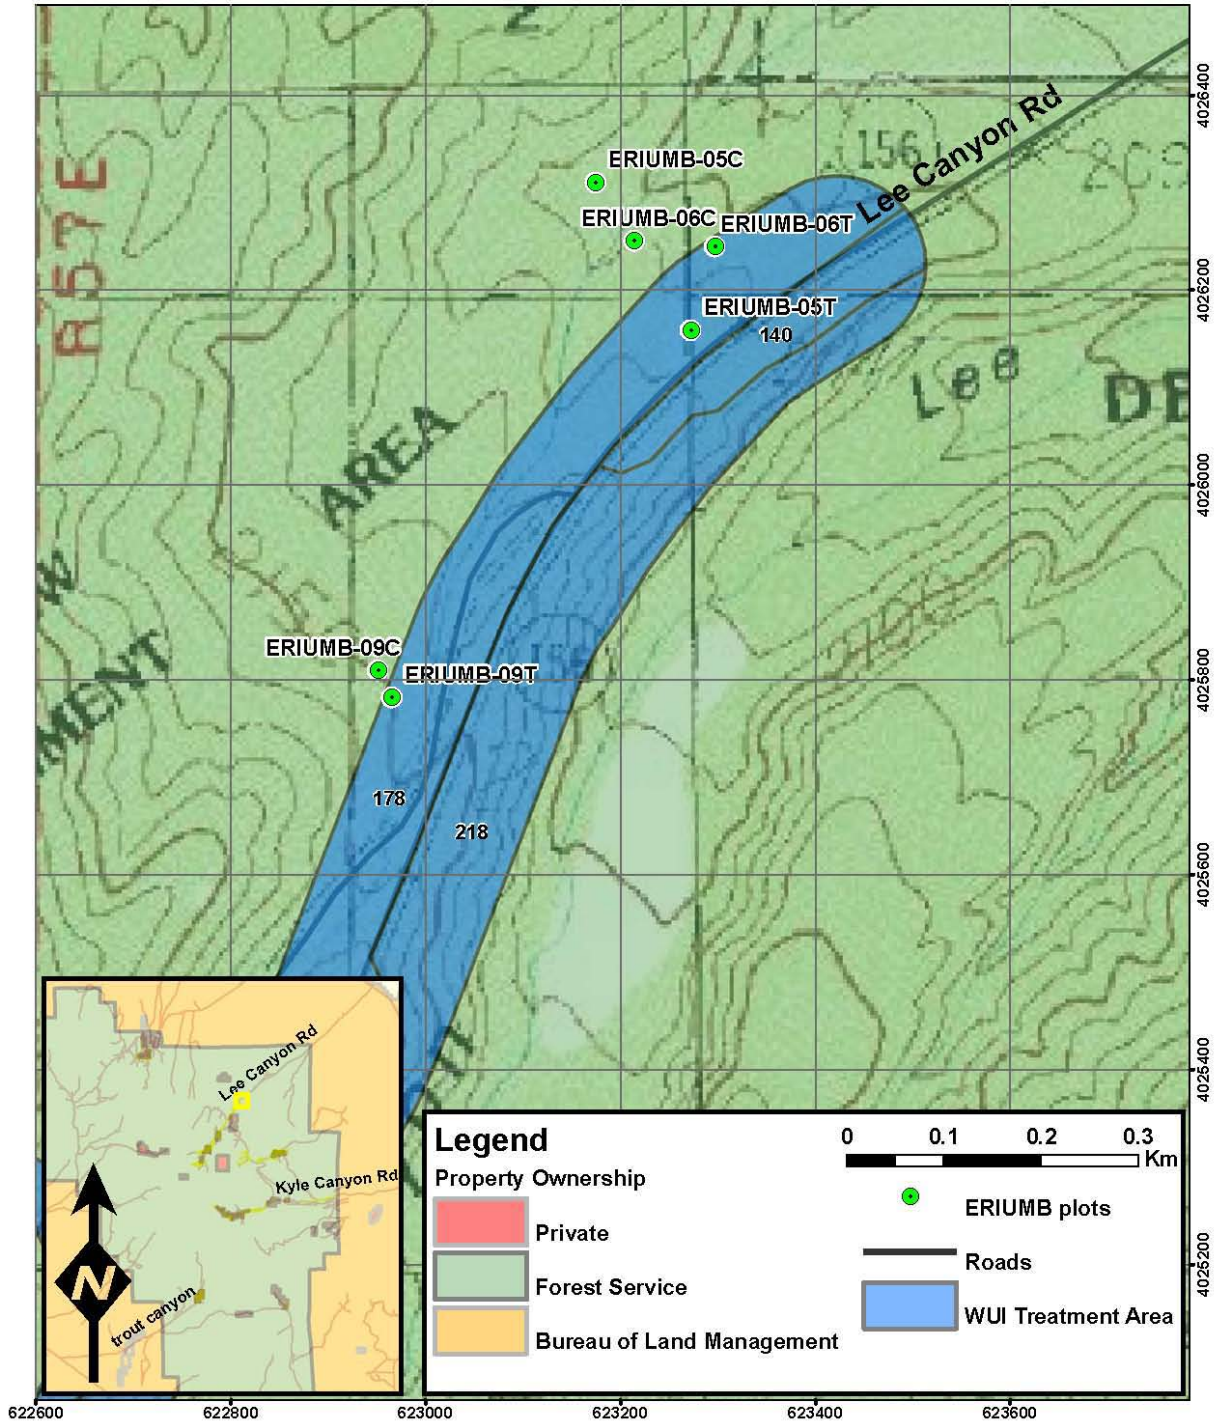 4026400
Lee Canyon Rd
156
R57E
ERIUMB-05C
ERIUMB-06C
ERIUMB-06T
4026200
ERIUMB-05T
140
Lee
DE
AREA
4026000
MENT
ERIUMB-09C
ERIUMB-09T
4025800
178
218
4025600
4025400
Lee Canyon Rd
Kyle Canyon Rd
trout canyon
N
Legend
Property Ownership
Private
Forest Service
Bureau of Land Management
0 0.1 0.2 0.3
Km
ERIUMB plots
Roads
WUI Treatment Area
4025200
622600 622800 623000 623200 623400 623600